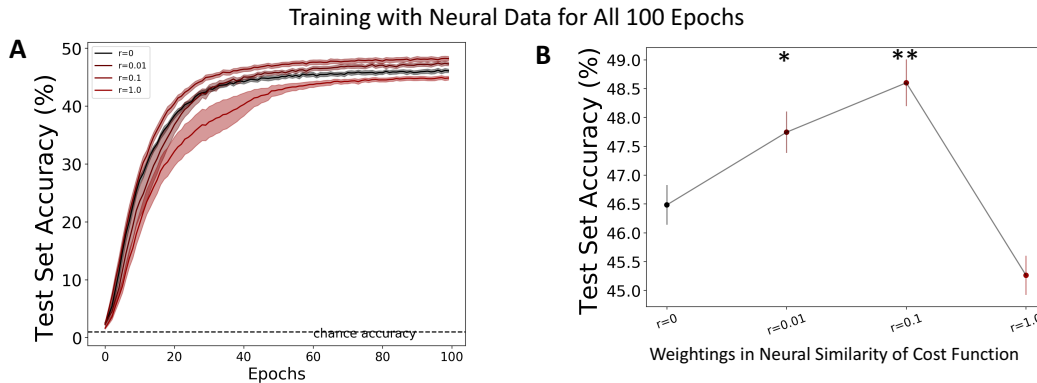 Training with Neural Data for All 100 Epochs
A
r=0
r=0.01
r=0.1
r=1.0
Test Set Accuracy (%)
50
40
30
20
10
0
chance accuracy
0 20 40 60 80 100
Epochs
B
* **
Test Set Accuracy (%)
49.0
48.5
48.0
47.5
47.0
46.5
46.0
45.5
45.0
r=0 r=0.01 r=0.1 r=1.0
Weightings in Neural Similarity of Cost Function